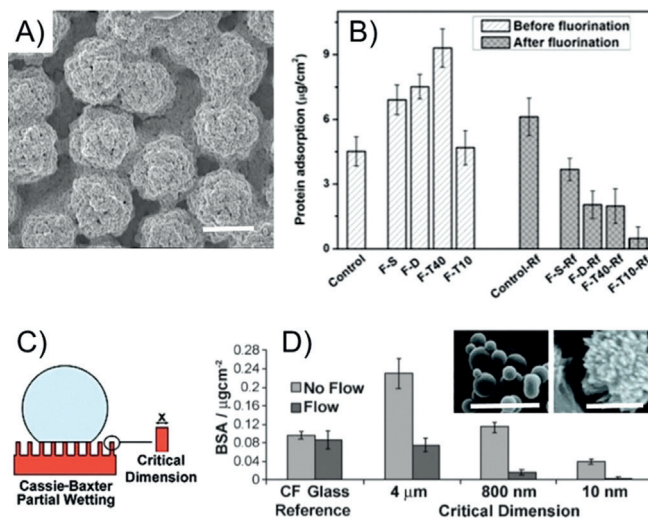 A)
B)
Before fluorination
After fluorination
Protein adsorption (μg/cm²)
9
6
3
0
Control
F-S
F-D
F-T40
F-T10
Control-Rf
F-S-Rf
F-D-Rf
F-T40-Rf
F-T10-Rf
C)
x
Critical
Dimension
Cassie-Baxter
Partial Wetting
D)
BSA / μgcm⁻²
0.28
0.24
0.20
0.16
0.12
0.08
0.04
0
No Flow
Flow
CF Glass
Reference
4 μm
800 nm
10 nm
Critical Dimension